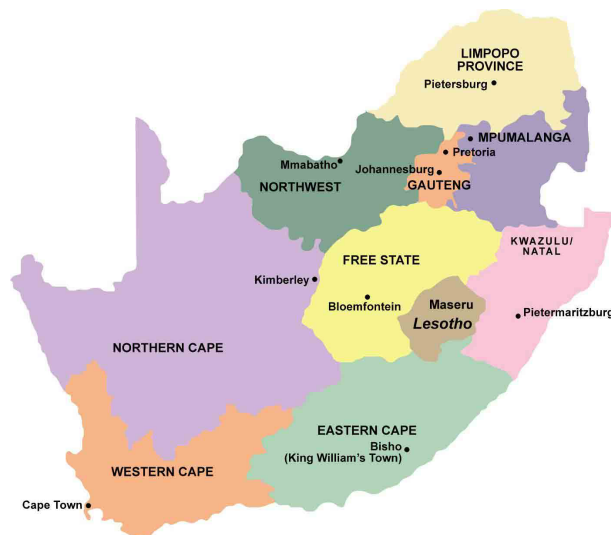 LIMPOPO
PROVINCE
Pietersburg
MPUMALANGA
Pretoria
Mmabatho
Johannesburg
NORTHWEST
GAUTENG
KWAZULU/
NATAL
FREE STATE
Kimberley
Bloemfontein
Maseru
Lesotho
Pietermaritzburg
NORTHERN CAPE
EASTERN CAPE
Bisho
(King William's Town)
WESTERN CAPE
Cape Town